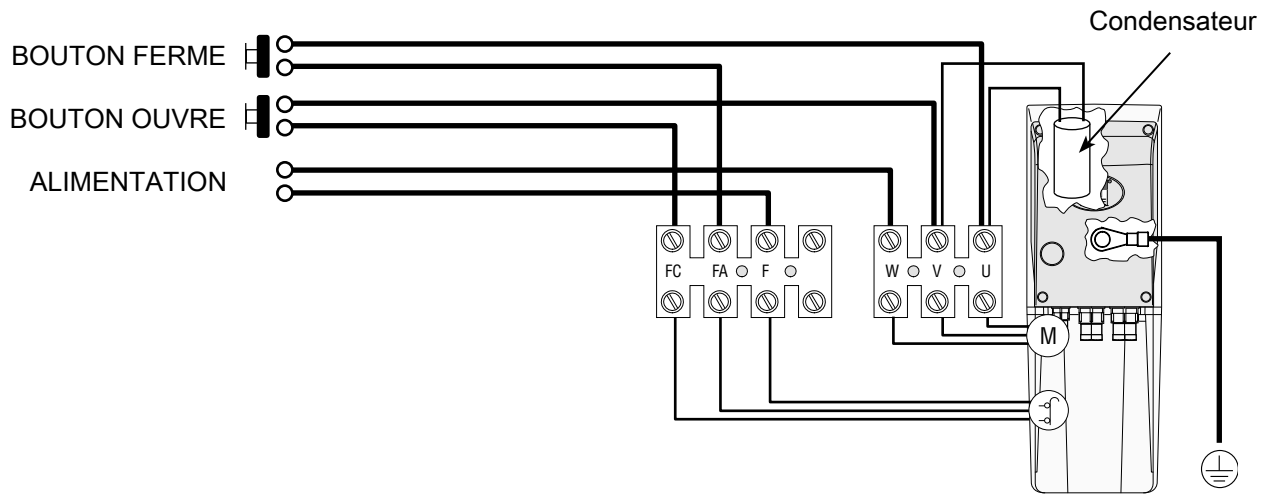 Condensateur
BOUTON FERME
BOUTON OUVRE
ALIMENTATION
FC FA F
W V U
M